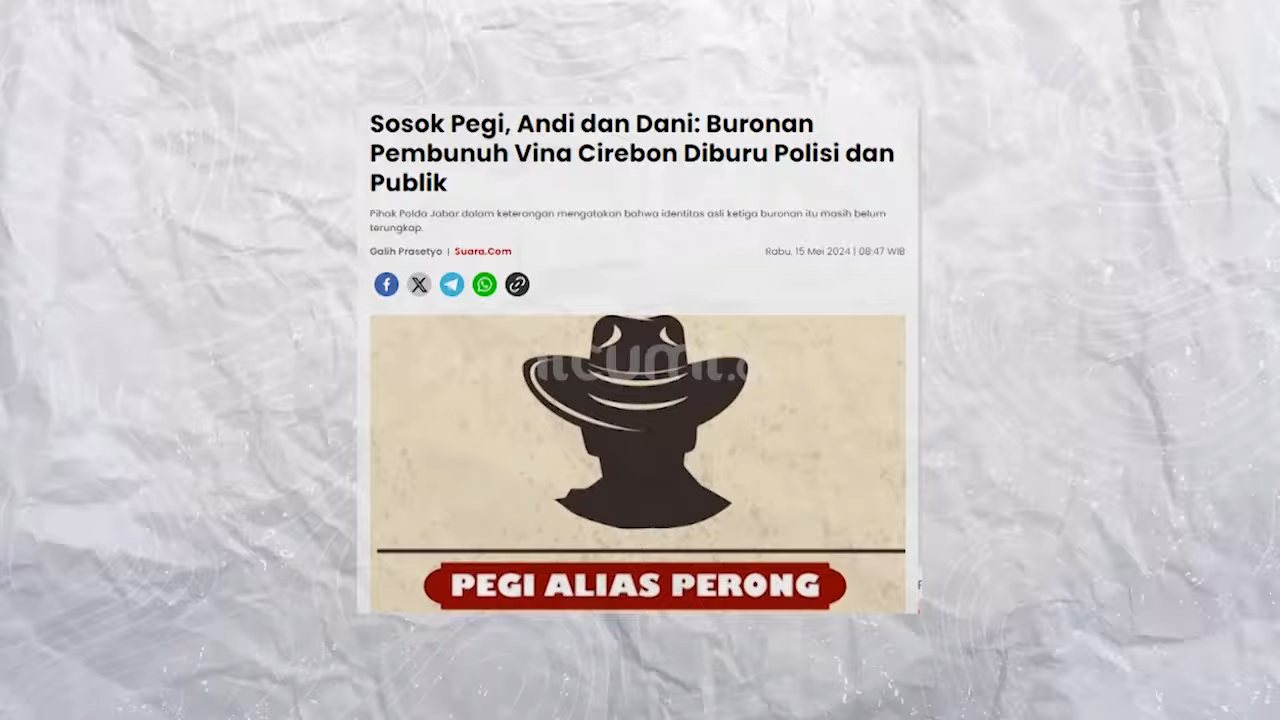 Sosok Pegi, Andi dan Dani: Buronan
Pembunuh Vina Cirebon Diburu Polisi dan
Publik
Pihak Polda Jabar dalam keterangan mengatakan bahwa identitas asli ketiga buronan itu masih belum
terungkap.
Galih Prasetyo | Suara.Com
Rabu, 15 Mei 2024 | 08:47 WIB
PEGI ALIAS PERONG